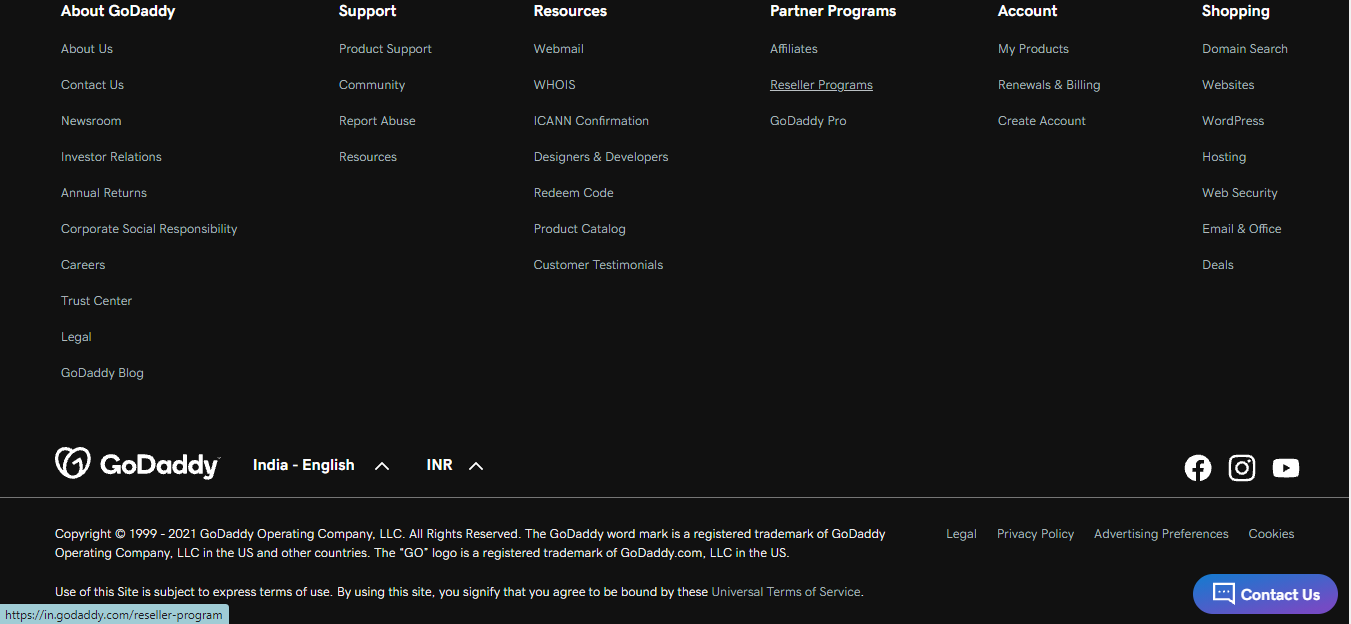 About GoDaddy
About Us
Contact Us
Newsroom
Investor Relations
Annual Returns
Corporate Social Responsibility
Careers
Trust Center
Legal
GoDaddy Blog
Support
Product Support
Community
Report Abuse
Resources
Resources
Webmail
WHOIS
ICANN Confirmation
Designers & Developers
Redeem Code
Product Catalog
Customer Testimonials
Partner Programs
Affiliates
Reseller Programs
GoDaddy Pro
Account
My Products
Renewals & Billing
Create Account
Shopping
Domain Search
Websites
WordPress
Hosting
Web Security
Email & Office
Deals
GoDaddy
India - English
INR
Copyright © 1999 - 2021 GoDaddy Operating Company, LLC. All Rights Reserved. The GoDaddy word mark is a registered trademark of GoDaddy
Operating Company, LLC in the US and other countries. The “GO” logo is a registered trademark of GoDaddy.com, LLC in the US.
Legal
Privacy Policy
Advertising Preferences
Cookies
Use of this Site is subject to express terms of use. By using this site, you signify that you agree to be bound by these Universal Terms of Service.
Contact Us
https://in.godaddy.com/reseller-program